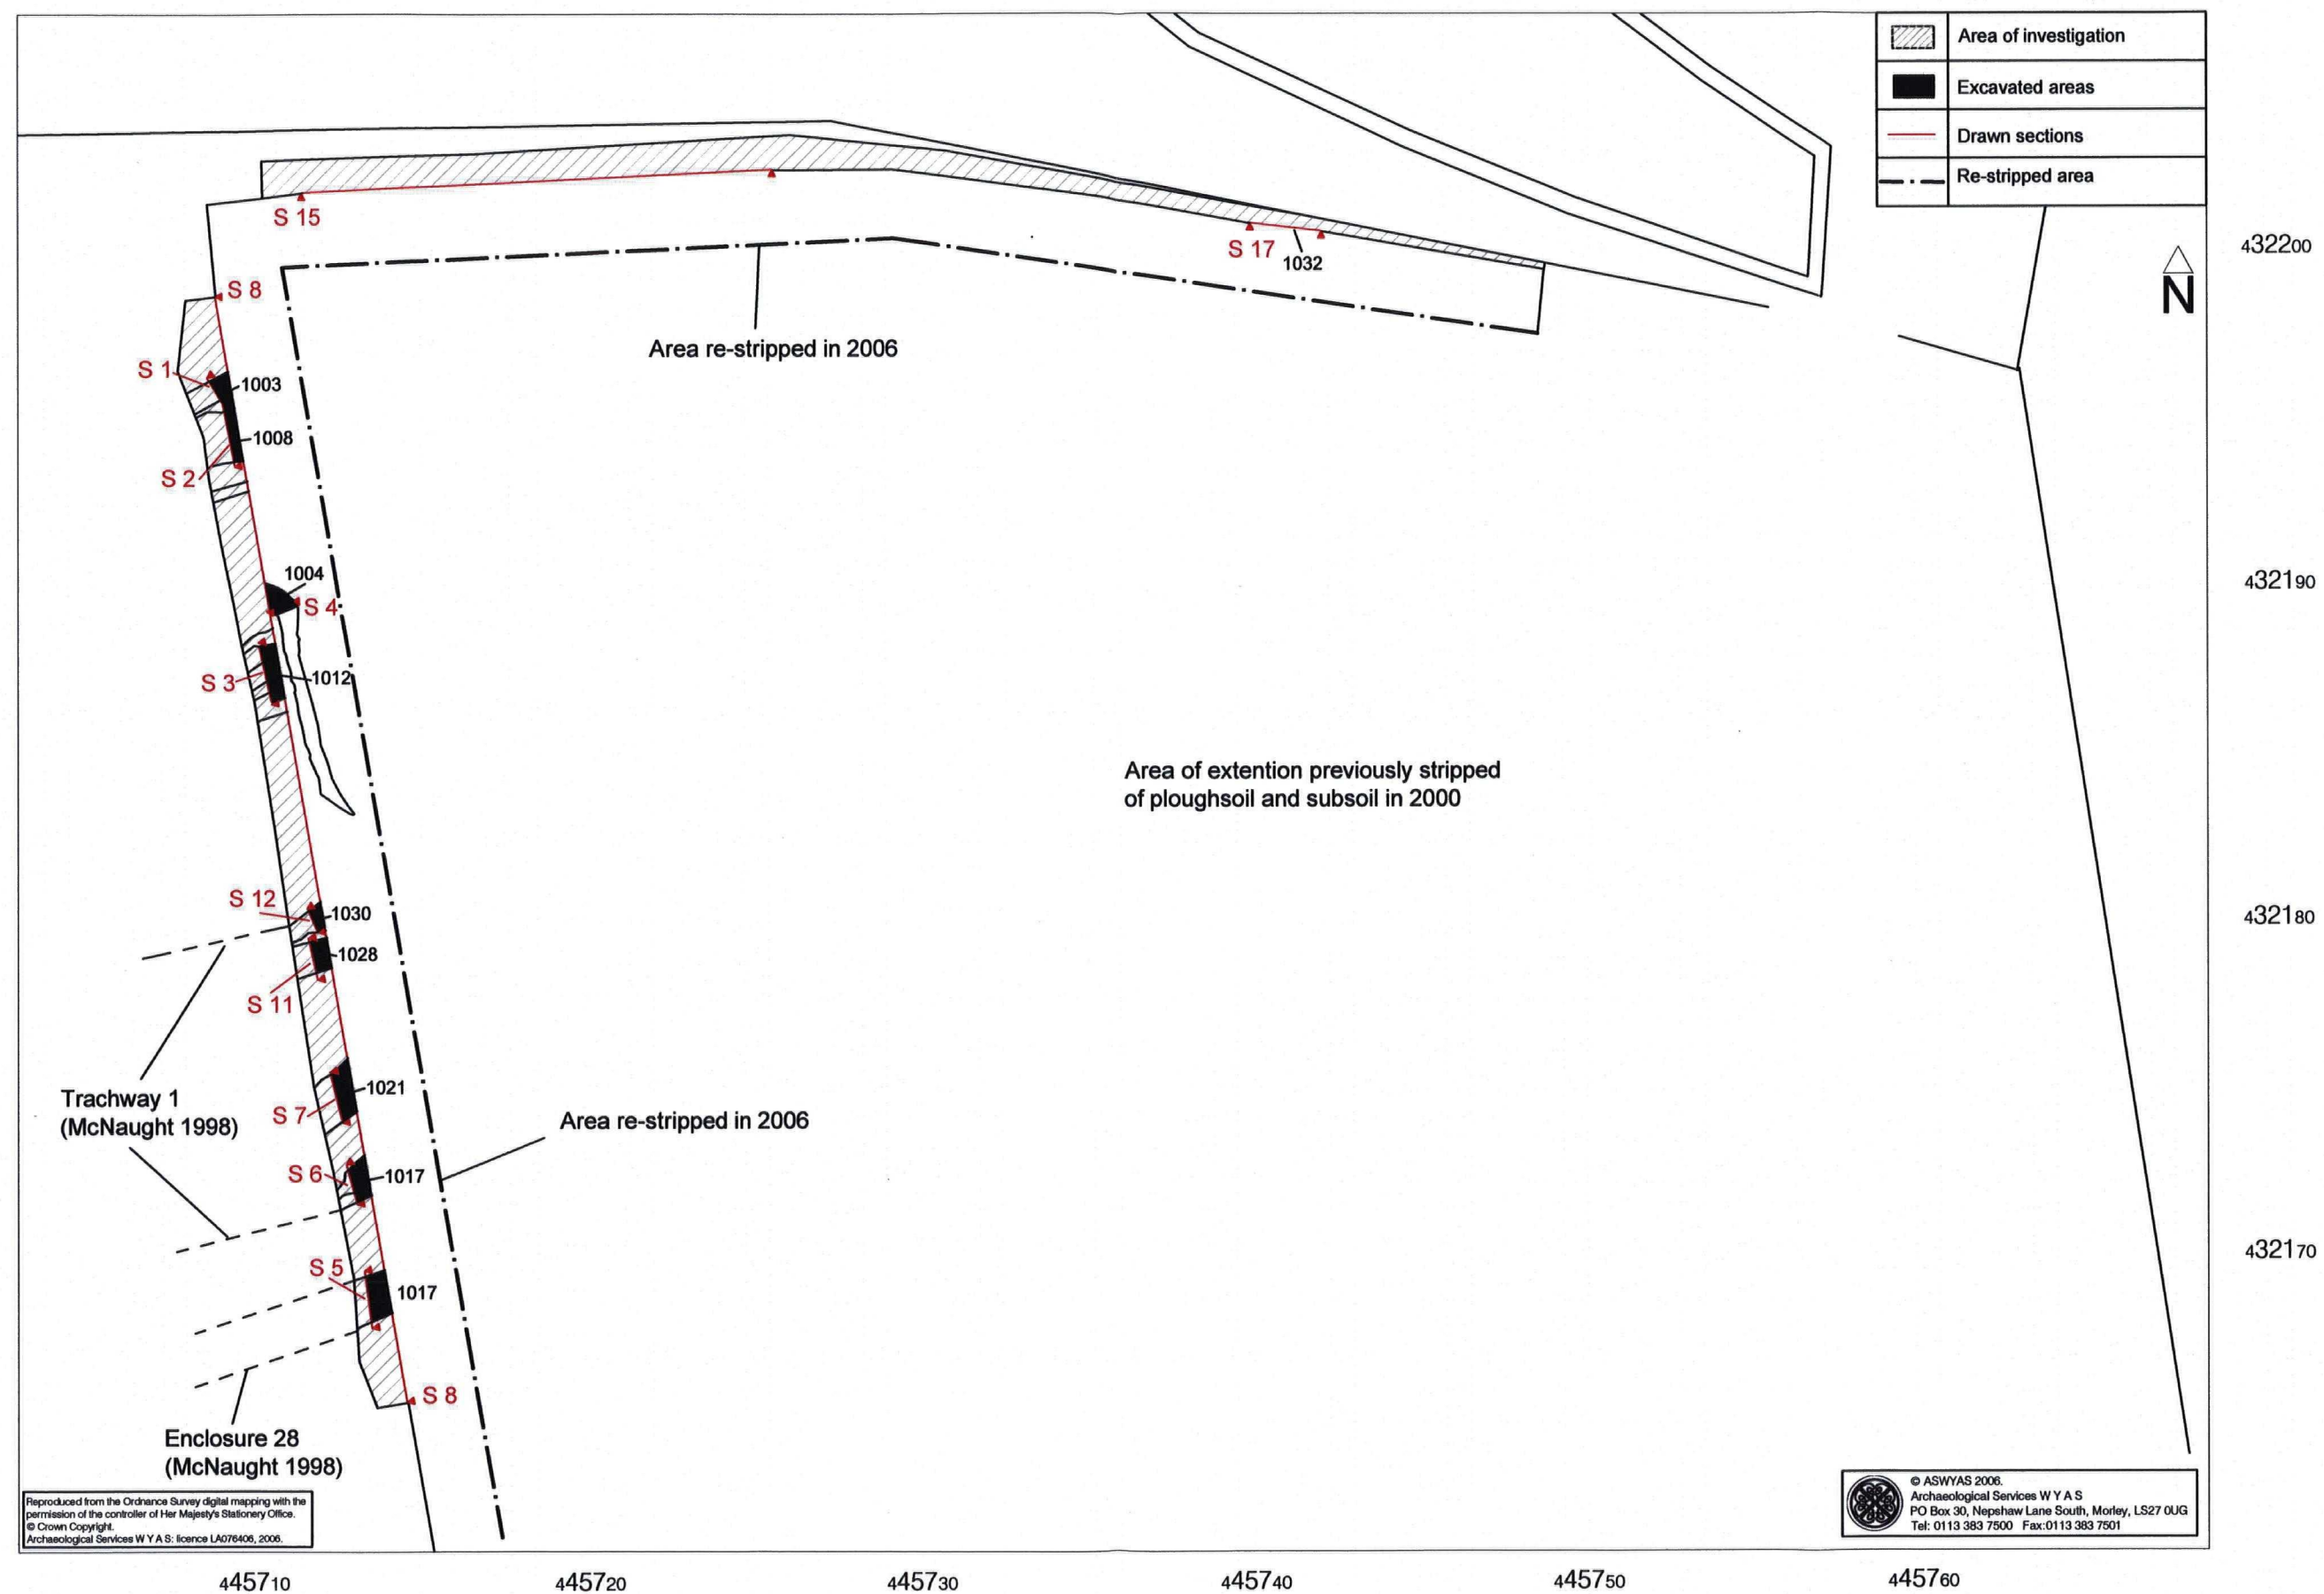 Area of investigation
Excavated areas
Drawn sections
Re-stripped area
432200
N
S 15
S 17
1032
S 8
Area re-stripped in 2006
S 1
1003
1008
S 2
432190
1004
S 4
S 3
1012
Area of extention previously stripped
of ploughsoil and subsoil in 2000
S 12
1030
432180
1028
S 11
1021
S 7
Trachway 1
(McNaught 1998)
Area re-stripped in 2006
S 6
1017
432170
S 5
1017
S 8
Enclosure 28
(McNaught 1998)
Reproduced from the Ordnance Survey digital mapping with the
permission of the controller of Her Majesty's Stationery Office.
© Crown Copyright.
Archaeological Services W Y A S: licence LA076406, 2006.
© ASWYAS 2006.
Archaeological Services W Y A S
PO Box 30, Nepshaw Lane South, Morley, LS27 0UG
Tel: 0113 383 7500 Fax:0113 383 7501
445710
445720
445730
445740
445750
445760